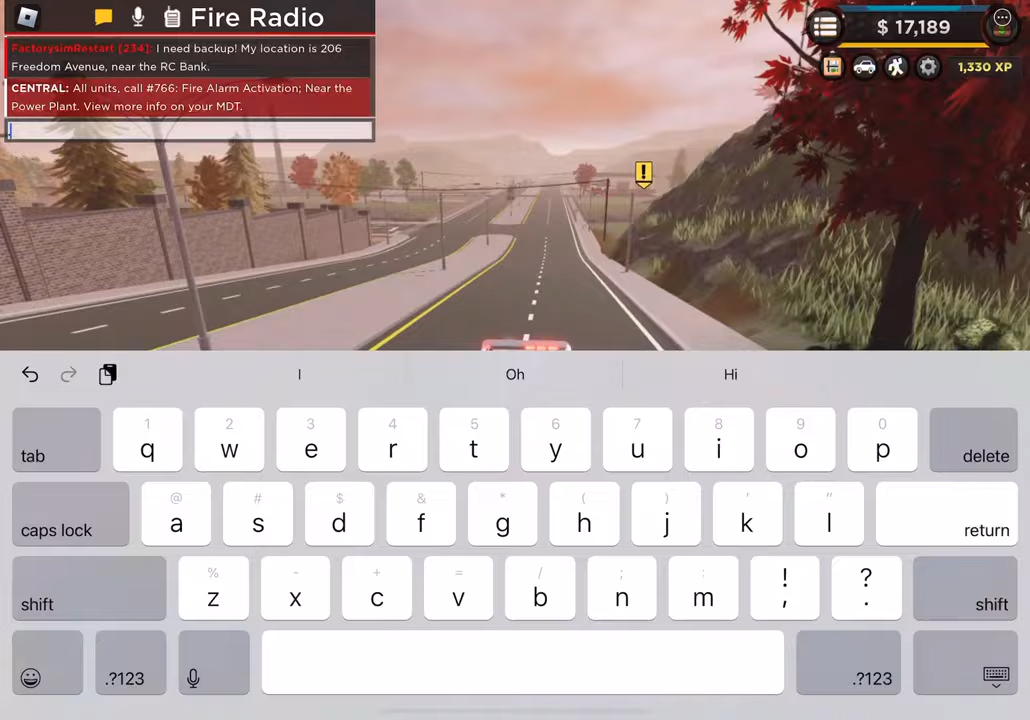 Fire Radio
FactorysimRestart [234]: I need backup! My location is 206
Freedom Avenue, near the RC Bank.
CENTRAL: All units, call #766: Fire Alarm Activation; Near the
Power Plant. View more info on your MDT.
$ 17,189
1,330 XP
!
I Oh Hi
1 2 3 4 5 6 7 8 9 0
tab q w e r t y u i o p delete
@ # $ & * ( ) ' "
caps lock a s d f g h j k l return
% - + = / ; : ! ?
shift z x c v b n m , . shift
.?123 .?123